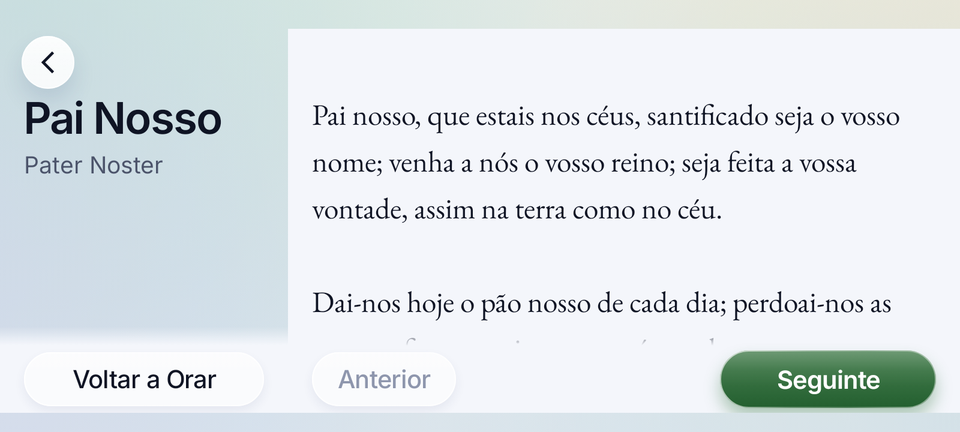 Pai Nosso
Pater Noster
Pai nosso, que estais nos céus, santificado seja o vosso
nome; venha a nós o vosso reino; seja feita a vossa
vontade, assim na terra como no céu.
Dai-nos hoje o pão nosso de cada dia; perdoai-nos as
Voltar a Orar
Anterior
Seguinte